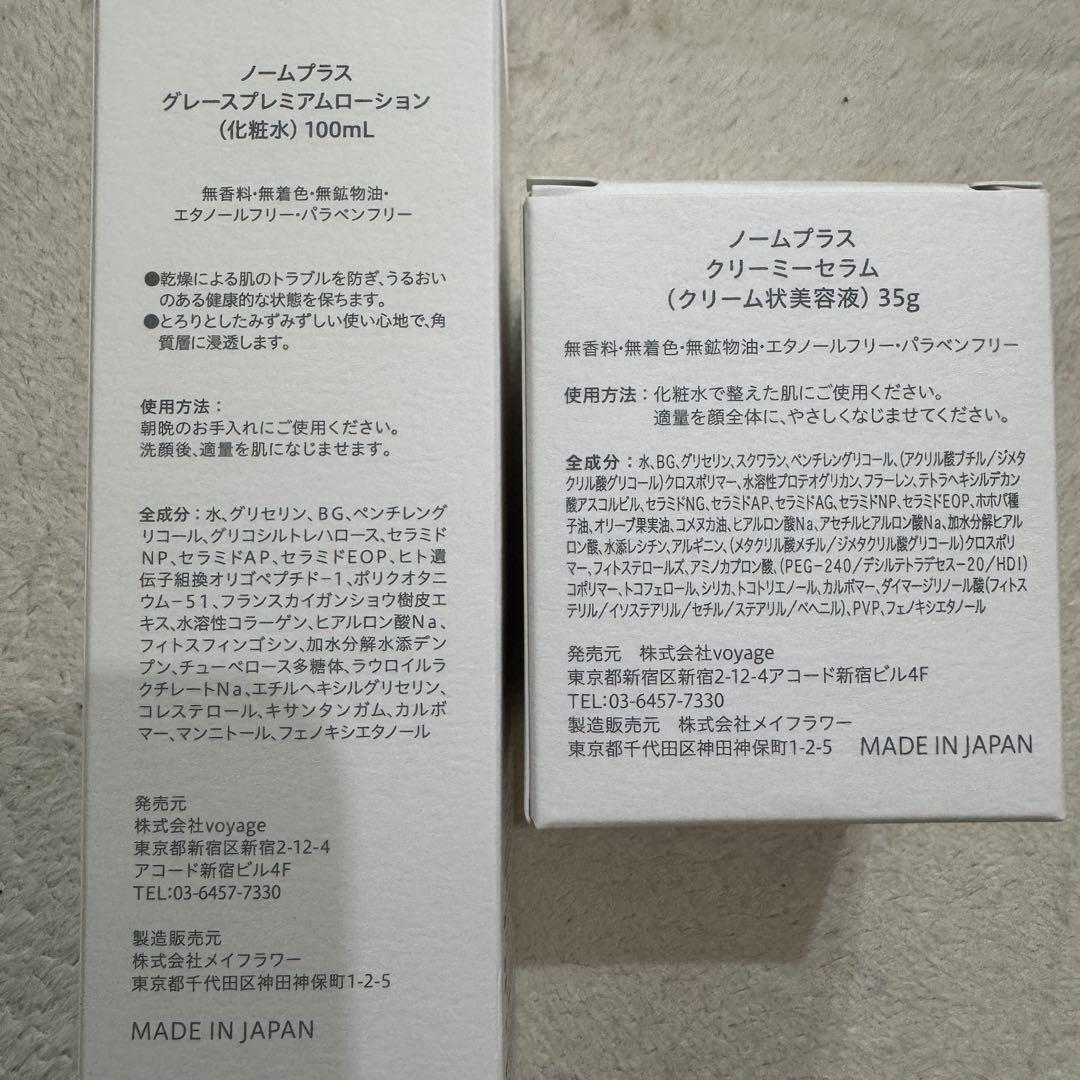 ノームプラス
グレースプレミアムローション
（化粧水）100mL
無香料・無着色・無鉱物油・
エタノールフリー・パラベンフリー
●乾燥による肌のトラブルを防ぎ、うるおい
のある健康的な状態を保ちます。
●とろりとしたみずみずしい使い心地で、角
質層に浸透します。
使用方法：
朝晩のお手入れにご使用ください。
洗顔後、適量を肌になじませます。
全成分：水、グリセリン、BG、ペンチレング
リコール、グリコシルトレハロース、セラミド
NP、セラミドAP、セラミドEOP、ヒト遺
伝子組換オリゴペプチド-1、ポリクオタニ
ウム-51、フランスカイガンショウ樹皮エ
キス、水溶性コラーゲン、ヒアルロン酸Na、
フィトスフィンゴシン、加水分解水添デン
プン、チューベロース多糖体、ラウロイルラ
クチレートNa、エチルヘキシルグリセリン、
コレステロール、キサンタンガム、カルボ
マー、マンニトール、フェノキシエタノール
発売元
株式会社voyage
東京都新宿区新宿2-12-4
アコード新宿ビル4F
TEL:03-6457-7330
製造販売元
株式会社メイフラワー
東京都千代田区神田神保町1-2-5
MADE IN JAPAN
ノームプラス
クリーミーセラム
（クリーム状美容液）35g
無香料・無着色・無鉱物油・エタノールフリー・パラベンフリー
使用方法：化粧水で整えた肌にご使用ください。
適量を顔全体に、やさしくなじませてください。
全成分：水、BG、グリセリン、スクワラン、ペンチレングリコール、（アクリル酸ブチル/ジメタ
クリル酸グリコール）クロスポリマー、水溶性プロテオグリカン、フラーレン、テトラヘキシルデカン
酸アスコルビル、セラミドNG、セラミドAP、セラミドAG、セラミドNP、セラミドEOP、ホホバ種
子油、オリーブ果実油、コメヌカ油、ヒアルロン酸Na、アセチルヒアルロン酸Na、加水分解ヒアル
ロン酸、水添レシチン、アルギニン、（メタクリル酸メチル/ジメタクリル酸グリコール）クロスポリ
マー、フィトステロールズ、アミノカプロン酸、（PEG-240/デシルテトラデセス-20/HDI）
コポリマー、トコフェロール、シリカ、トコトリエノール、カルボマー、ダイマージリノール酸（フィトス
テリル/イソステアリル/セチル/ステアリル/ベヘニル）、PVP、フェノキシエタノール
発売元　株式会社voyage
東京都新宿区新宿2-12-4アコード新宿ビル4F
TEL:03-6457-7330
製造販売元　株式会社メイフラワー
東京都千代田区神田神保町1-2-5　MADE IN JAPAN